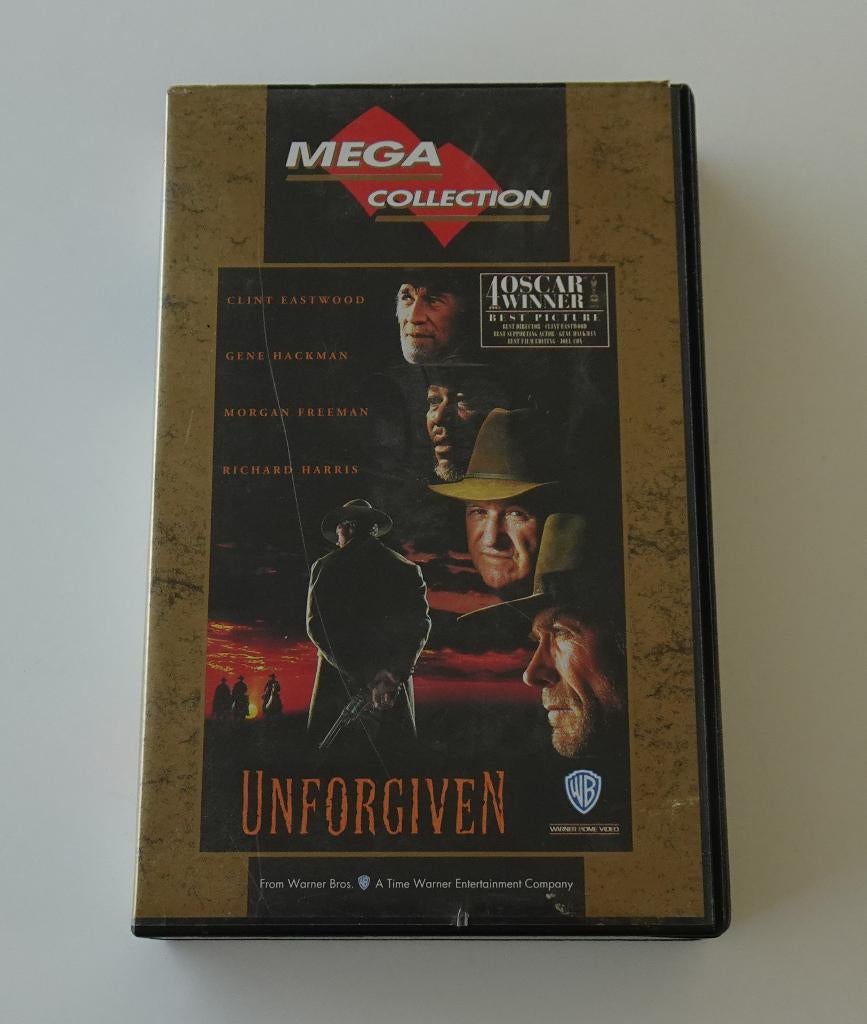 MEGA
COLLECTION
CLINT EASTWOOD
GENE HACKMAN
MORGAN FREEMAN
RICHARD HARRIS
4 OSCAR
WINNER
BEST PICTURE
BEST DIRECTOR · CLINT EASTWOOD
BEST SUPPORTING ACTOR · GENE HACKMAN
BEST FILM EDITING · JOEL COX
UNFORGIVEN
WB
WARNER HOME VIDEO
From Warner Bros. WB A Time Warner Entertainment Company